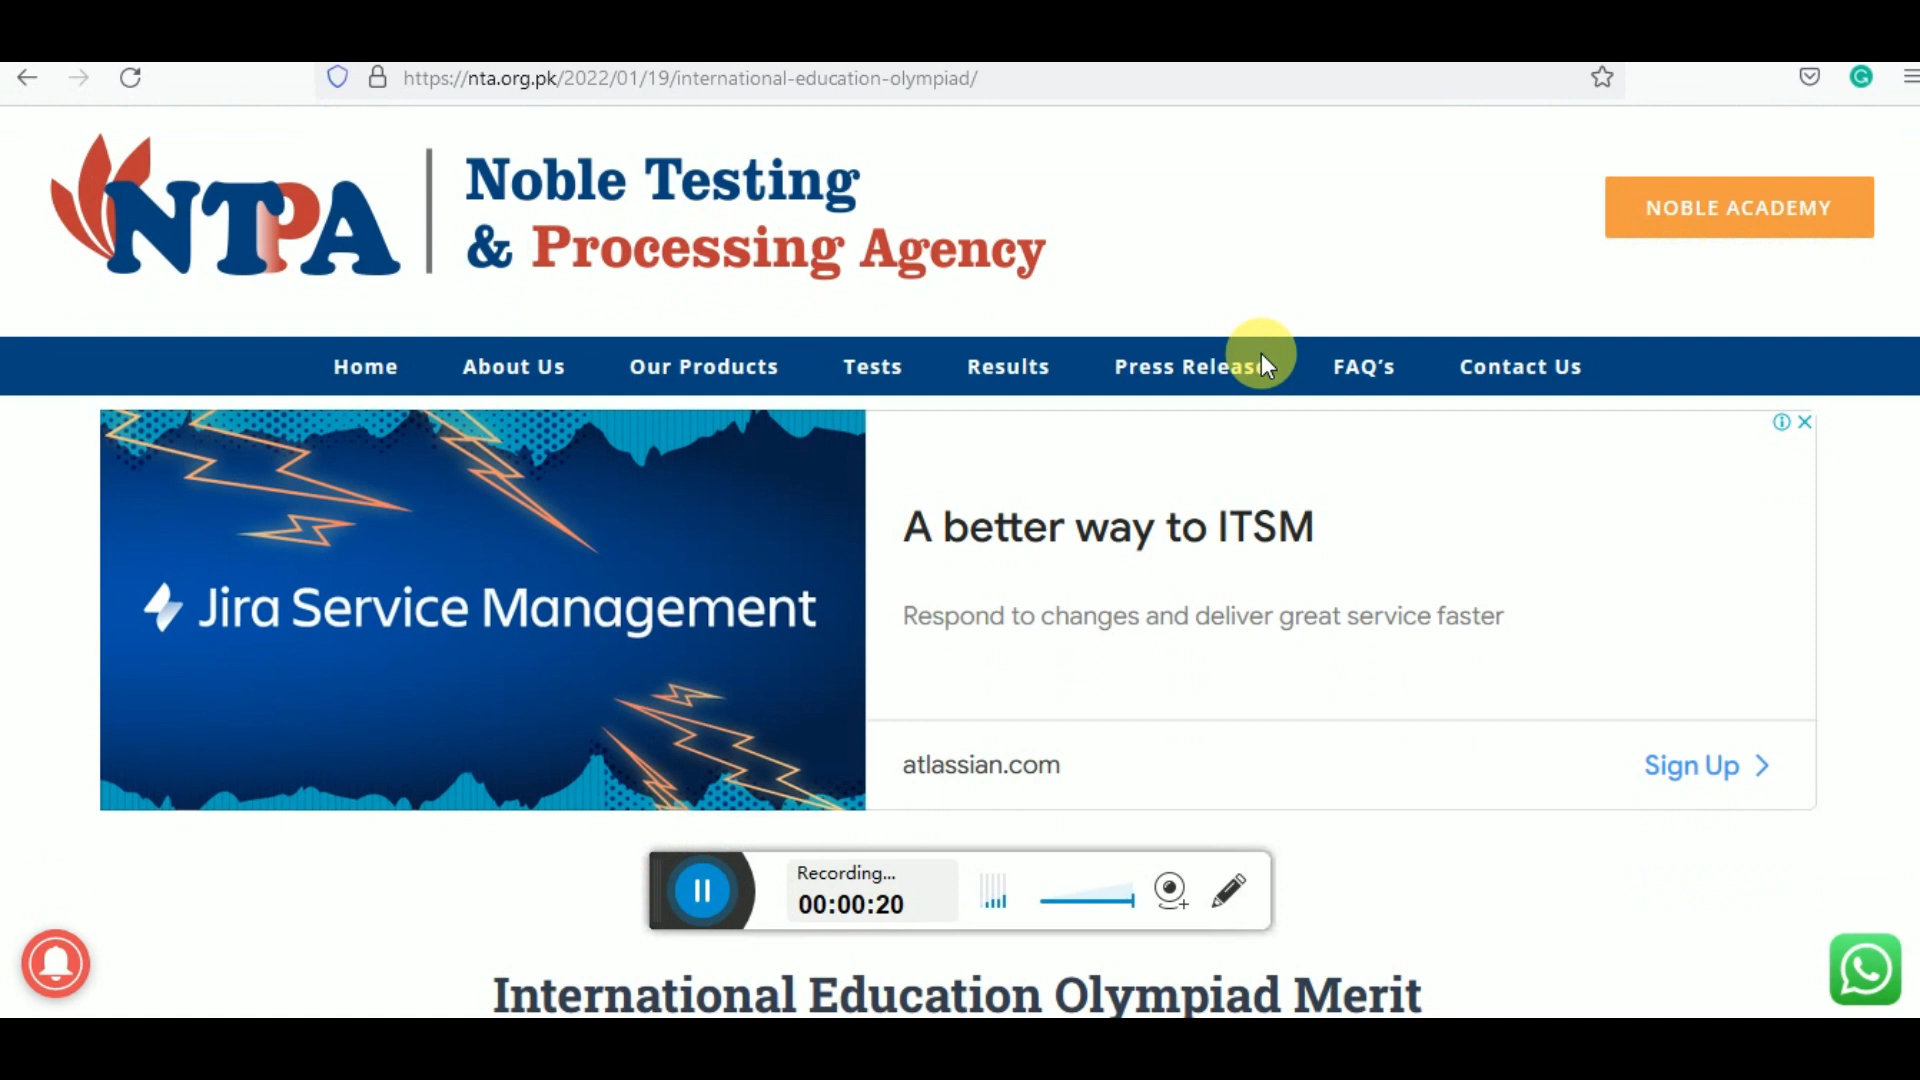 https://nta.org.pk/2022/01/19/international-education-olympiad/
NTPA
Noble Testing
& Processing Agency
NOBLE ACADEMY
Home About Us Our Products Tests Results Press Release FAQ's Contact Us
Jira Service Management
A better way to ITSM
Respond to changes and deliver great service faster
atlassian.com
Sign Up
Recording...
00:00:20
International Education Olympiad Merit